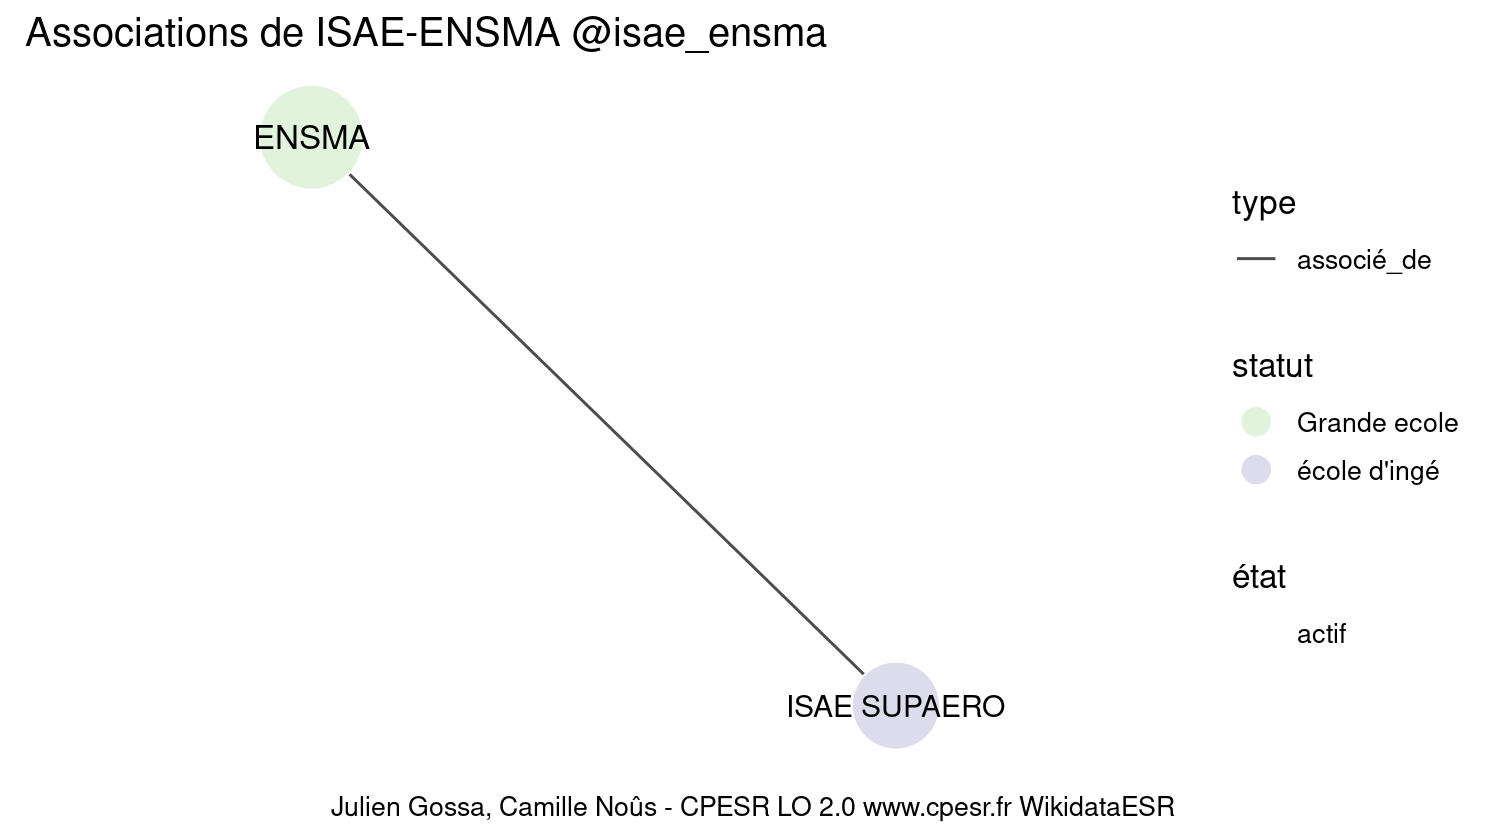 Associations de ISAE-ENSMA @isae_ensma
ENSMA
ISAE SUPAERO
type
associé_de
statut
Grande ecole
école d'ingé
état
actif
Julien Gossa, Camille Noûs - CPESR LO 2.0 www.cpesr.fr WikidataESR